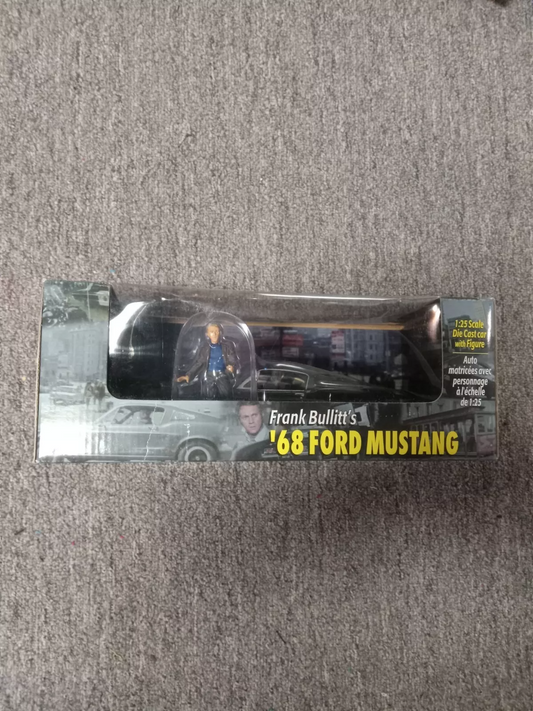 1:25 Scale
Die Cast car
with Figure
Auto
matricées avec
personnage
à l'échelle
de 1:25
Frank Bullitt's
'68 FORD MUSTANG